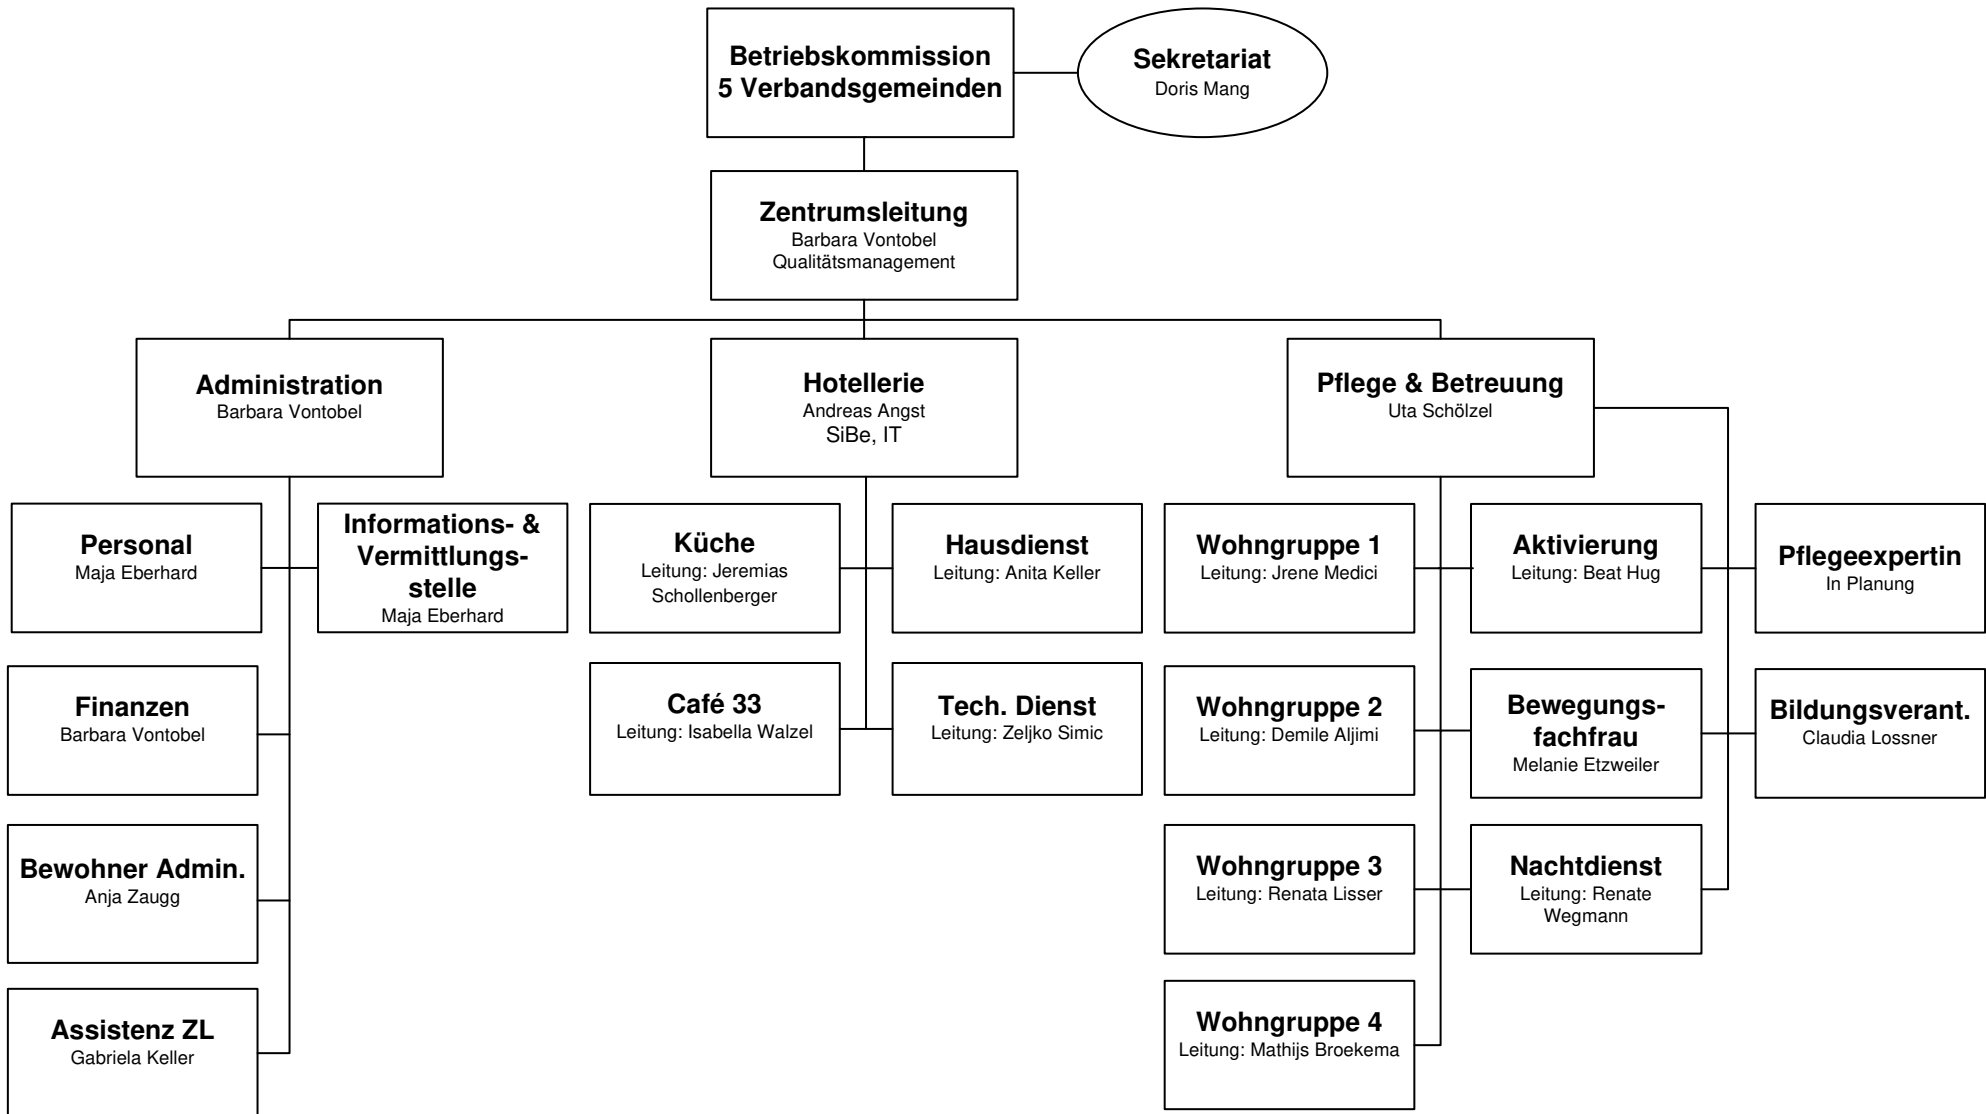 Betriebskommission
5 Verbandsgemeinden
Sekretariat
Doris Mang
Zentrumsleitung
Barbara Vontobel
Qualitätsmanagement
Administration
Barbara Vontobel
Hotellerie
Andreas Angst
SiBe, IT
Pflege & Betreuung
Uta Schölzel
Personal
Maja Eberhard
Informations- &
Vermittlungs-
stelle
Maja Eberhard
Küche
Leitung: Jeremias
Schollenberger
Hausdienst
Leitung: Anita Keller
Wohngruppe 1
Leitung: Jrene Medici
Aktivierung
Leitung: Beat Hug
Pflegeexpertin
In Planung
Finanzen
Barbara Vontobel
Café 33
Leitung: Isabella Walzel
Tech. Dienst
Leitung: Zeljko Simic
Wohngruppe 2
Leitung: Demile Aljimi
Bewegungs-
fachfrau
Melanie Etzweiler
Bildungsverant.
Claudia Lossner
Bewohner Admin.
Anja Zaugg
Wohngruppe 3
Leitung: Renata Lisser
Nachtdienst
Leitung: Renate
Wegmann
Assistenz ZL
Gabriela Keller
Wohngruppe 4
Leitung: Mathijs Broekema